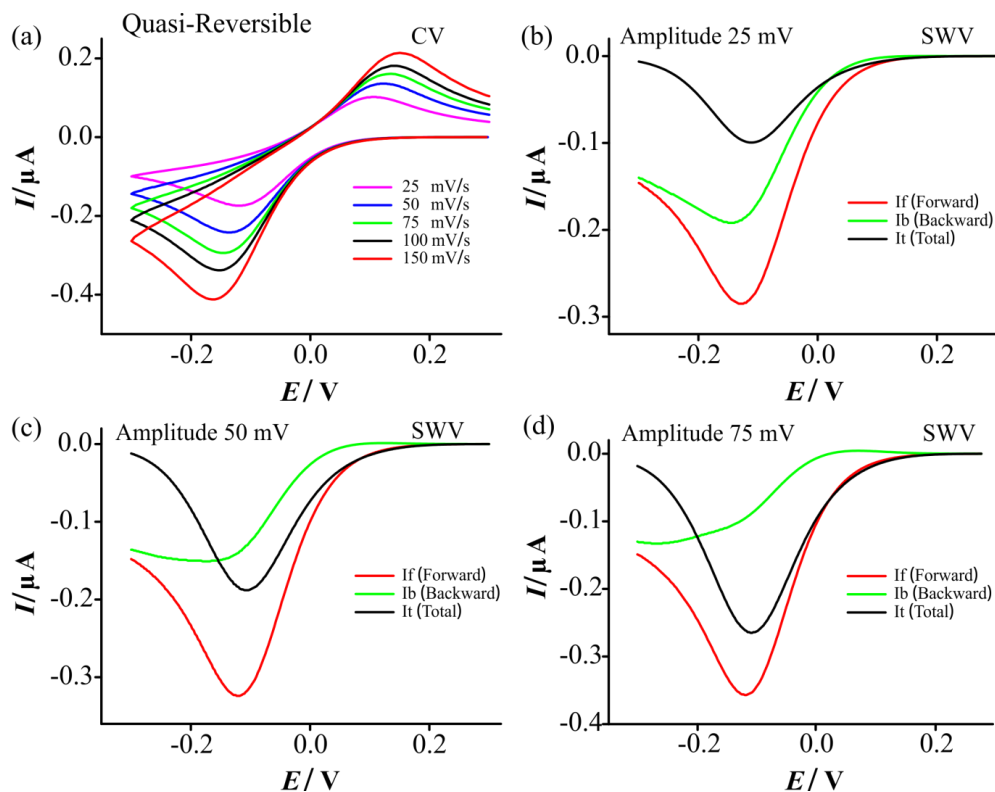 (a)
Quasi-Reversible
CV
0.2
0.0
-0.2
-0.4
I/µA
25 mV/s
50 mV/s
75 mV/s
100 mV/s
150 mV/s
-0.2 0.0 0.2
E/ V
(b)
Amplitude 25 mV
SWV
0.0
-0.1
-0.2
-0.3
I/µA
If (Forward)
Ib (Backward)
It (Total)
-0.2 0.0 0.2
E/ V
(c)
Amplitude 50 mV
SWV
0.0
-0.1
-0.2
-0.3
I/µA
If (Forward)
Ib (Backward)
It (Total)
-0.2 0.0 0.2
E/ V
(d)
Amplitude 75 mV
SWV
0.0
-0.1
-0.2
-0.3
-0.4
I/µA
If (Forward)
Ib (Backward)
It (Total)
-0.2 0.0 0.2
E/ V